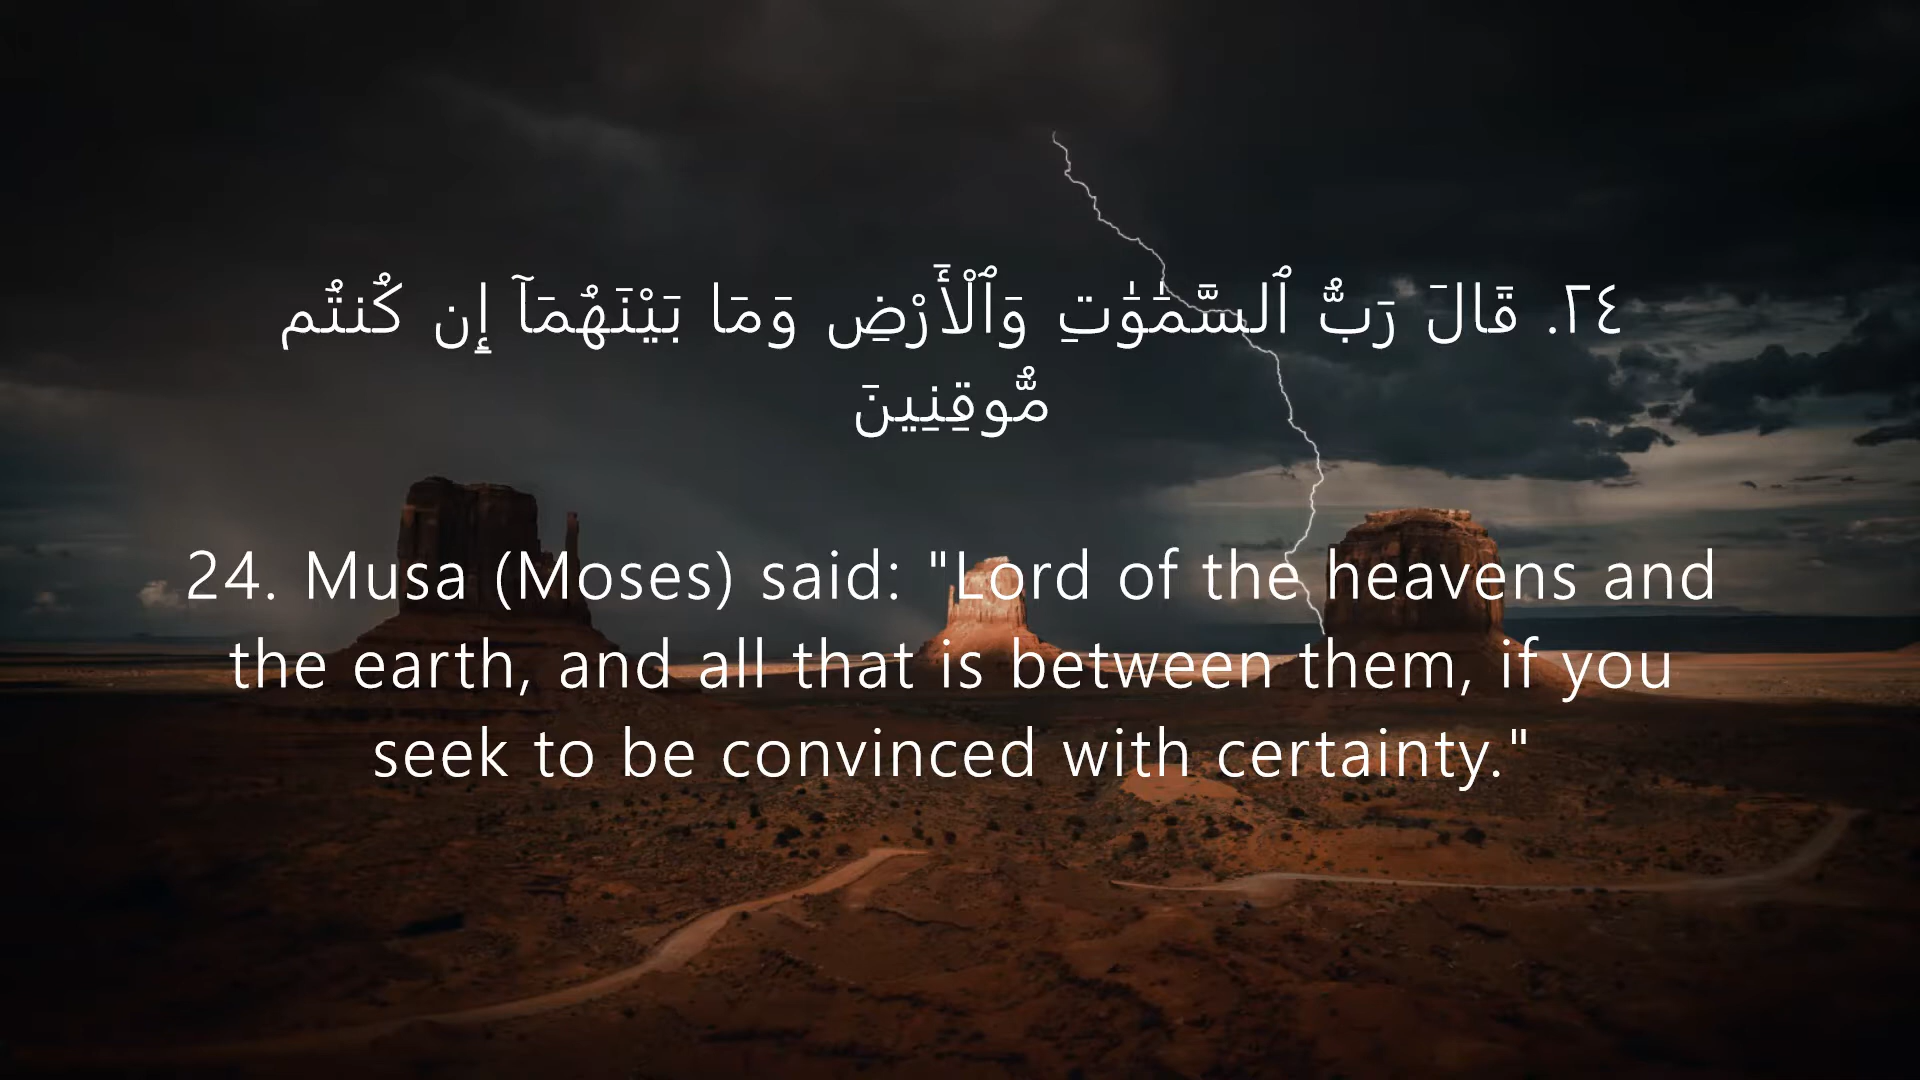 ٢٤. قَالَ رَبُّ ٱلسَّمَٰوَٰتِ وَٱلْأَرْضِ وَمَا بَيْنَهُمَآ إِن كُنتُم
مُّوقِنِينَ
24. Musa (Moses) said: "Lord of the heavens and
the earth, and all that is between them, if you
seek to be convinced with certainty."